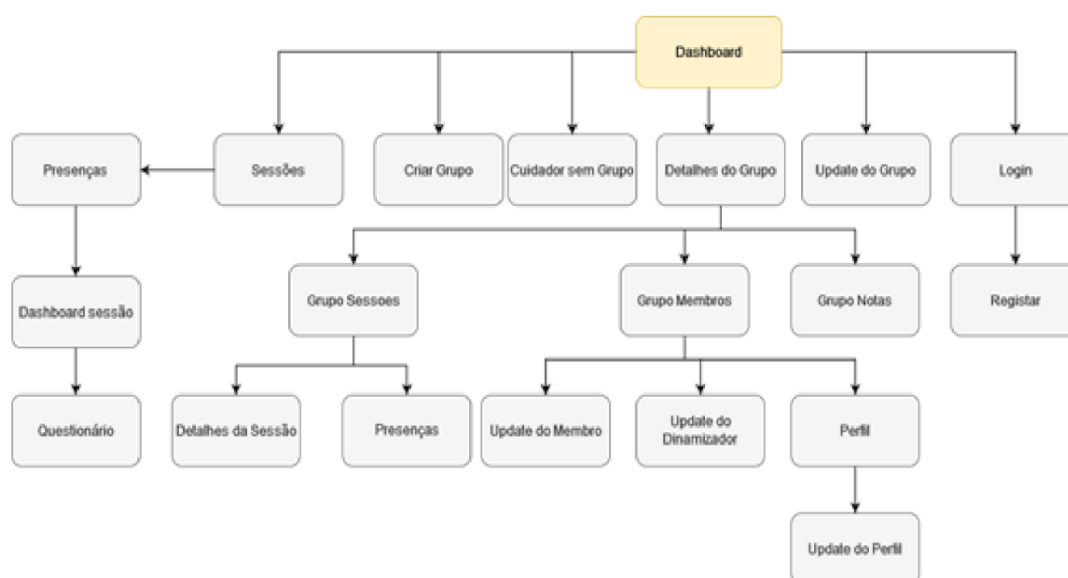 Dashboard
Presenças
Sessões
Criar Grupo
Cuidador sem Grupo
Detalhes do Grupo
Update do Grupo
Login
Dashboard sessão
Grupo Sessoes
Grupo Membros
Grupo Notas
Registar
Questionário
Detalhes da Sessão
Presenças
Update do Membro
Update do
Dinamizador
Perfil
Update do Perfil